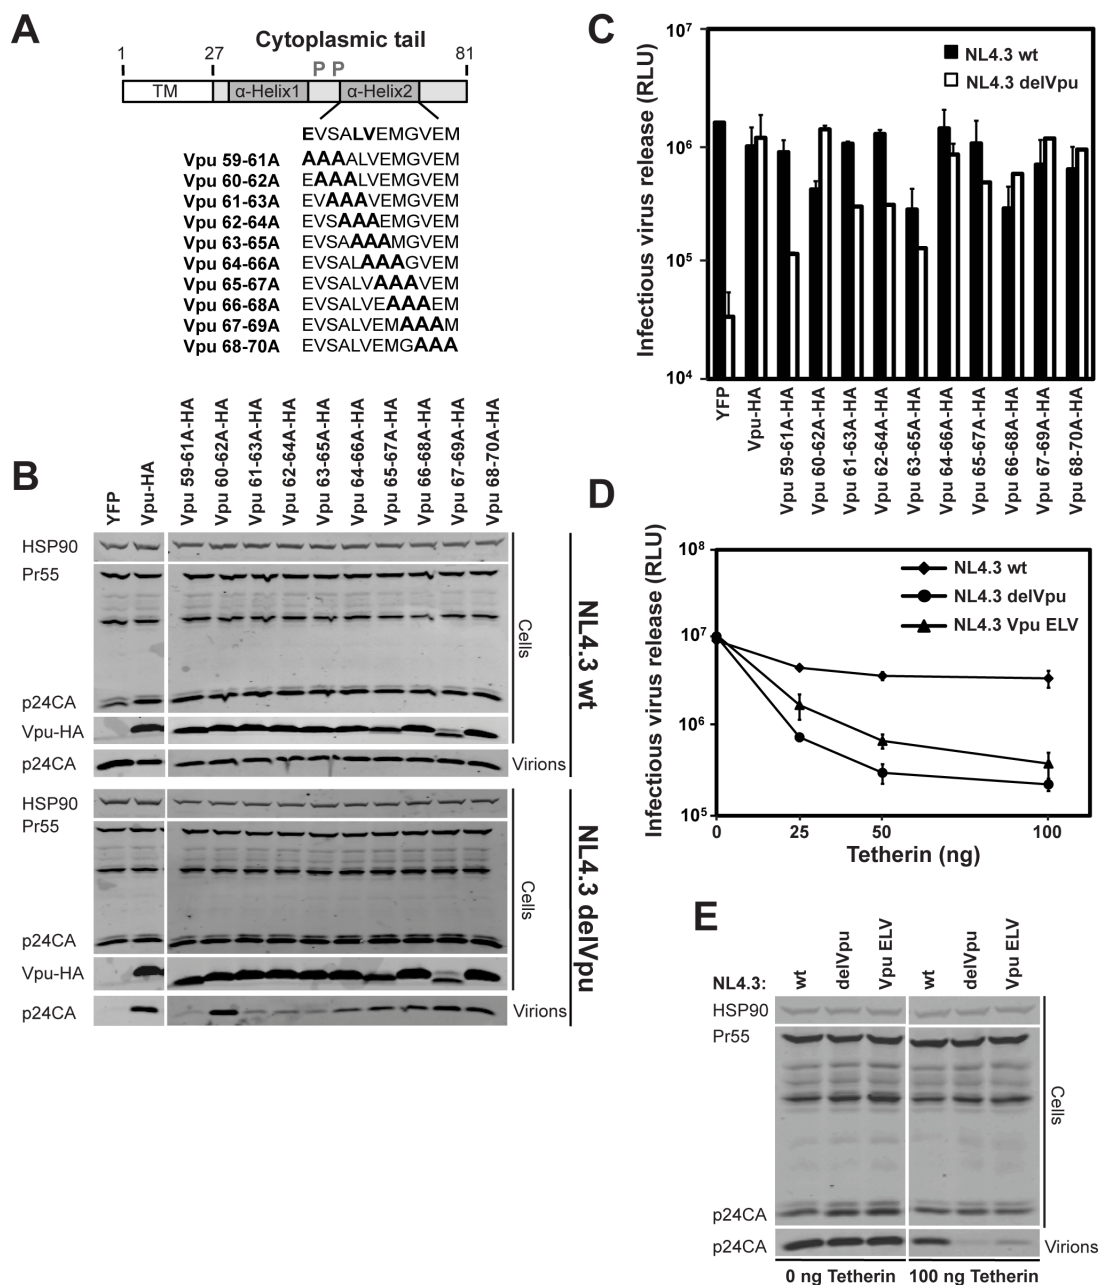 A
Cytoplasmic tail
1 27 81
P P
TM α-Helix1 α-Helix2
EVSALVEMGVEM
Vpu 59-61A AAAALVEMGVEM
Vpu 60-62A EAAALVEMGVEM
Vpu 61-63A EVAAAVEMGVEM
Vpu 62-64A EVSAAAEMGVEM
Vpu 63-65A EVSAAAAMGVEM
Vpu 64-66A EVSALAAAGVEM
Vpu 65-67A EVSALVAAAVEM
Vpu 66-68A EVSALVEAAAEM
Vpu 67-69A EVSALVEMAAAM
Vpu 68-70A EVSALVEMGAAA
B
YFP
Vpu-HA
Vpu 59-61A-HA
Vpu 60-62A-HA
Vpu 61-63A-HA
Vpu 62-64A-HA
Vpu 63-65A-HA
Vpu 64-66A-HA
Vpu 65-67A-HA
Vpu 66-68A-HA
Vpu 67-69A-HA
Vpu 68-70A-HA
HSP90
Pr55
p24CA
Vpu-HA
p24CA
Cells
Virions
NL4.3 wt
HSP90
Pr55
p24CA
Vpu-HA
p24CA
Cells
Virions
NL4.3 delVpu
C
Infectious virus release (RLU)
10⁷
10⁶
10⁵
10⁴
NL4.3 wt
NL4.3 delVpu
YFP
Vpu-HA
Vpu 59-61A-HA
Vpu 60-62A-HA
Vpu 61-63A-HA
Vpu 62-64A-HA
Vpu 63-65A-HA
Vpu 64-66A-HA
Vpu 65-67A-HA
Vpu 66-68A-HA
Vpu 67-69A-HA
Vpu 68-70A-HA
D
Infectious virus release (RLU)
10⁸
10⁷
10⁶
10⁵
NL4.3 wt
NL4.3 delVpu
NL4.3 Vpu ELV
0 25 50 100
Tetherin (ng)
E
NL4.3: wt delVpu Vpu ELV wt delVpu Vpu ELV
HSP90
Pr55
p24CA
p24CA
Cells
Virions
0 ng Tetherin 100 ng Tetherin